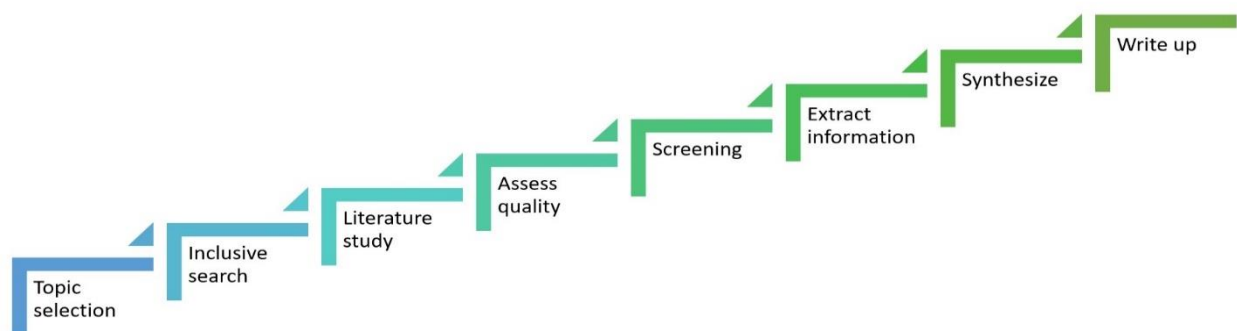 Topic
selection
Inclusive
search
Literature
study
Assess
quality
Screening
Extract
information
Synthesize
Write up